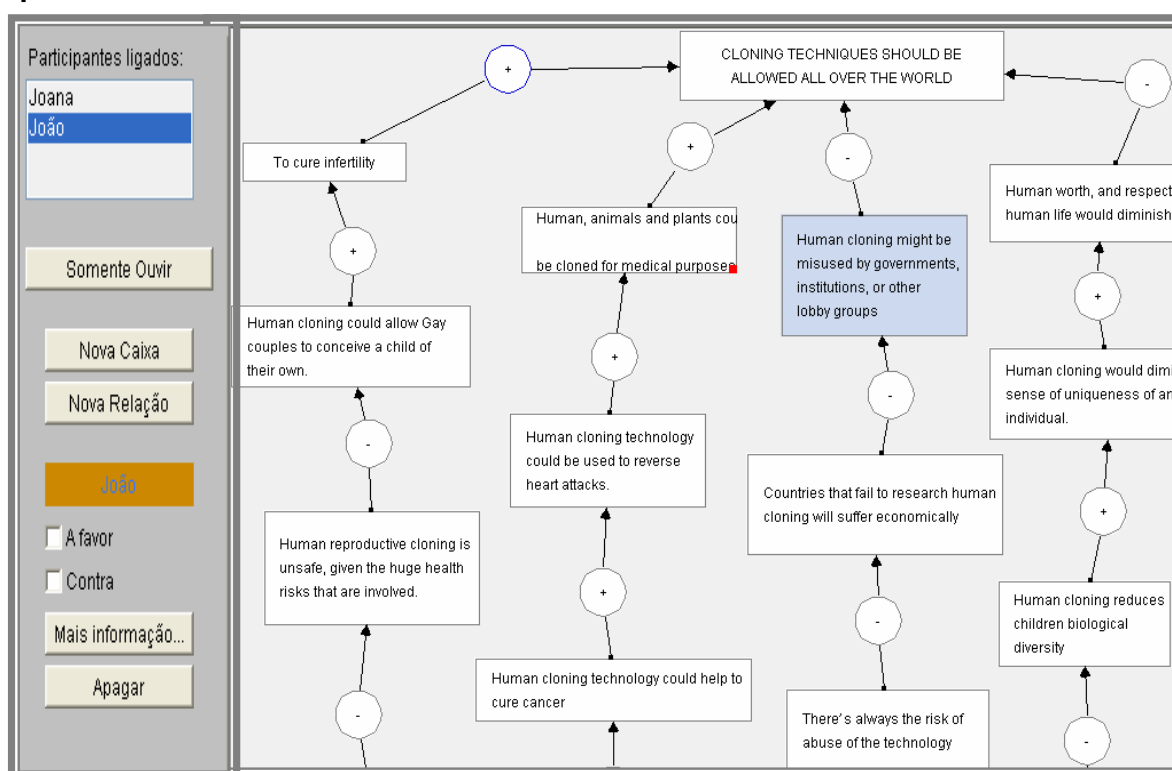 Participantes ligados:
Joana
João
Somente Ouvir
Nova Caixa
Nova Relação
João
A favor
Contra
Mais informação...
Apagar
CLONING TECHNIQUES SHOULD BE
ALLOWED ALL OVER THE WORLD
+
+
-
-
To cure infertility
+
Human cloning could allow Gay
couples to conceive a child of
their own.
-
Human reproductive cloning is
unsafe, given the huge health
risks that are involved.
-
Human, animals and plants cou
be cloned for medical purposes
+
Human cloning technology
could be used to reverse
heart attacks.
+
Human cloning technology could help to
cure cancer
Human cloning might be
misused by governments,
institutions, or other
lobby groups
-
Countries that fail to research human
cloning will suffer economically
-
There's always the risk of
abuse of the technology
Human worth, and respect
human life would diminish
+
Human cloning would dimi
sense of uniqueness of an
individual.
+
Human cloning reduces
children biological
diversity
-